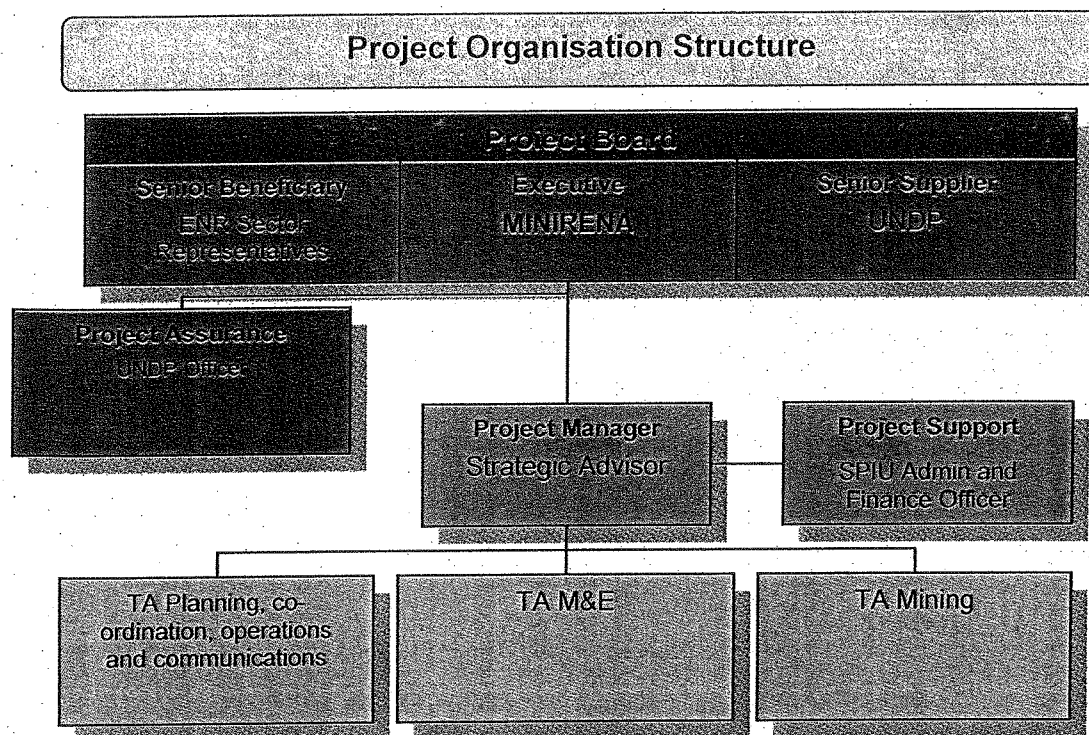 Project Organisation Structure
Project Board
Senior Beneficiary
ENR Sector
Representatives
Executive
MINIRENA
Senior Supplier
UNDP
Project Assurance
UNDP Officer
Project Manager
Strategic Advisor
Project Support
SPIU Admin and
Finance Officer
TA Planning, co-
ordination, operations
and communications
TA M&E
TA Mining